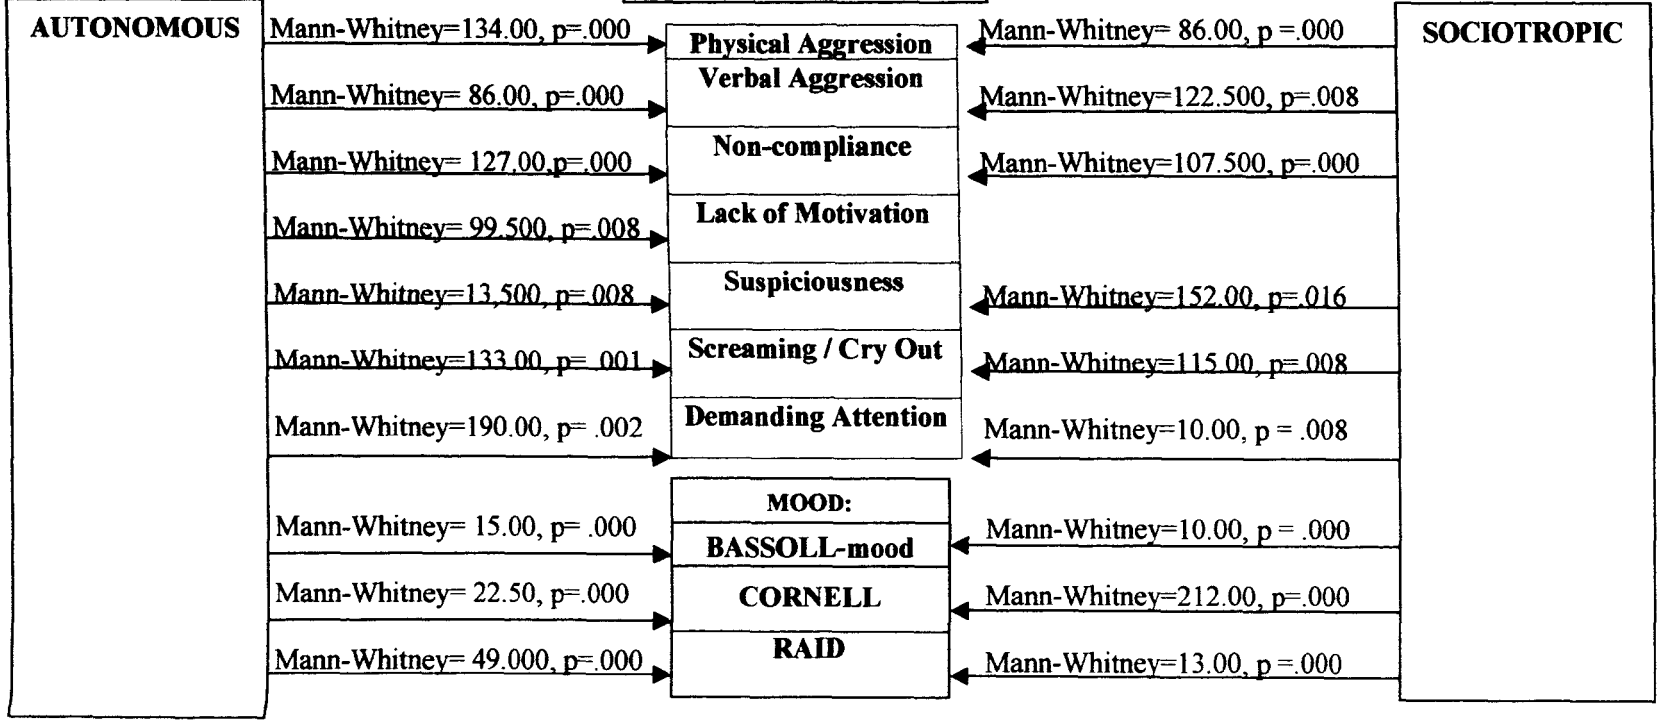 AUTONOMOUS
Mann-Whitney=134.00, p=.000
Physical Aggression
Mann-Whitney= 86.00, p =.000
SOCIOTROPIC
Mann-Whitney= 86.00, p=.000
Verbal Aggression
Mann-Whitney=122.500, p=.008
Mann-Whitney= 127.00,p=.000
Non-compliance
Mann-Whitney=107.500, p=.000
Mann-Whitney= 99.500, p=.008
Lack of Motivation
Mann-Whitney=13,500, p=.008
Suspiciousness
Mann-Whitney=152.00, p=.016
Mann-Whitney=133.00, p= .001
Screaming / Cry Out
Mann-Whitney=115.00, p=.008
Mann-Whitney=190.00, p= .002
Demanding Attention
Mann-Whitney=10.00, p = .008
MOOD:
Mann-Whitney= 15.00, p= .000
BASSOLL-mood
Mann-Whitney=10.00, p = .000
Mann-Whitney= 22.50, p=.000
CORNELL
Mann-Whitney=212.00, p=.000
Mann-Whitney= 49.000, p=.000
RAID
Mann-Whitney=13.00, p =.000